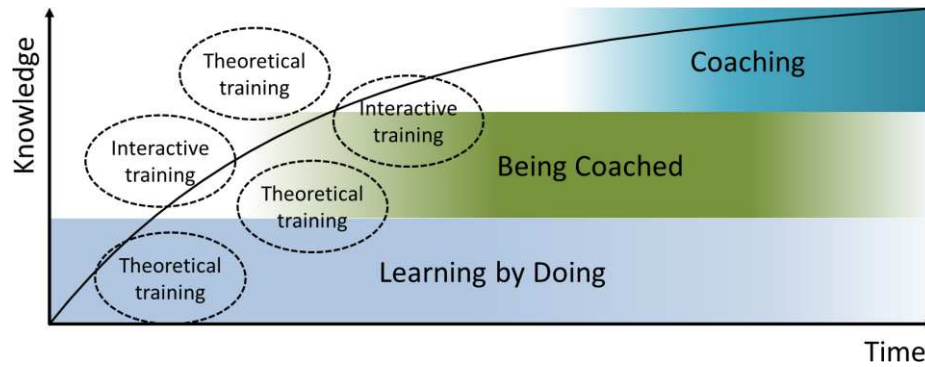 Knowledge
Theoretical
training
Coaching
Interactive
training
Interactive
training
Being Coached
Theoretical
training
Theoretical
training
Learning by Doing
Time